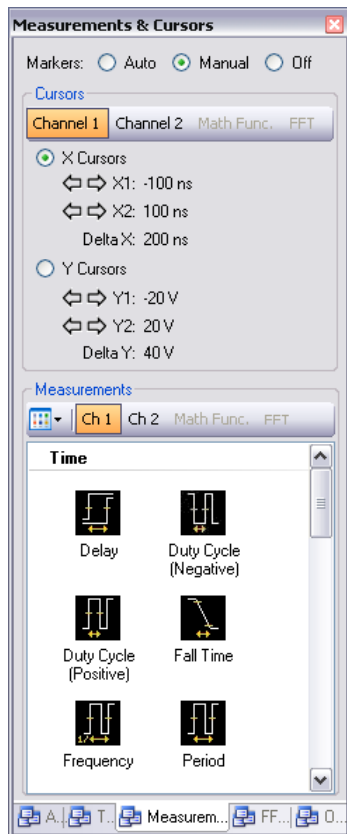 Measurements & Cursors
Markers: Auto Manual Off
Cursors
Channel 1 Channel 2 Math Func. FFT
X Cursors
X1: -100 ns
X2: 100 ns
Delta X: 200 ns
Y Cursors
Y1: -20 V
Y2: 20 V
Delta Y: 40 V
Measurements
Ch 1 Ch 2 Math Func. FFT
Time
Delay Duty Cycle
(Negative)
Duty Cycle
(Positive) Fall Time
Frequency Period
A... T... Measurem... FF... O...